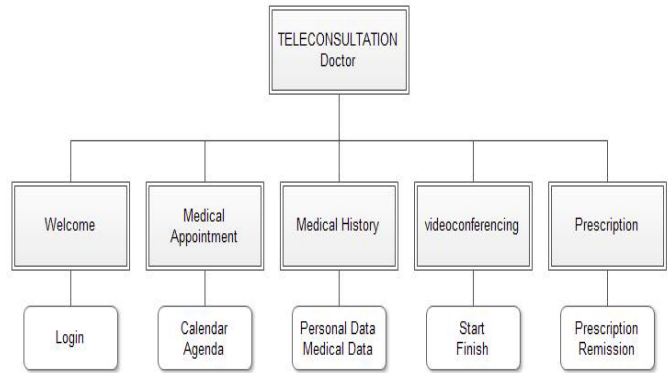 TELECONSULTATION
Doctor
Welcome
Medical
Appointment
Medical History
videoconferencing
Prescription
Login
Calendar
Agenda
Personal Data
Medical Data
Start
Finish
Prescription
Remission